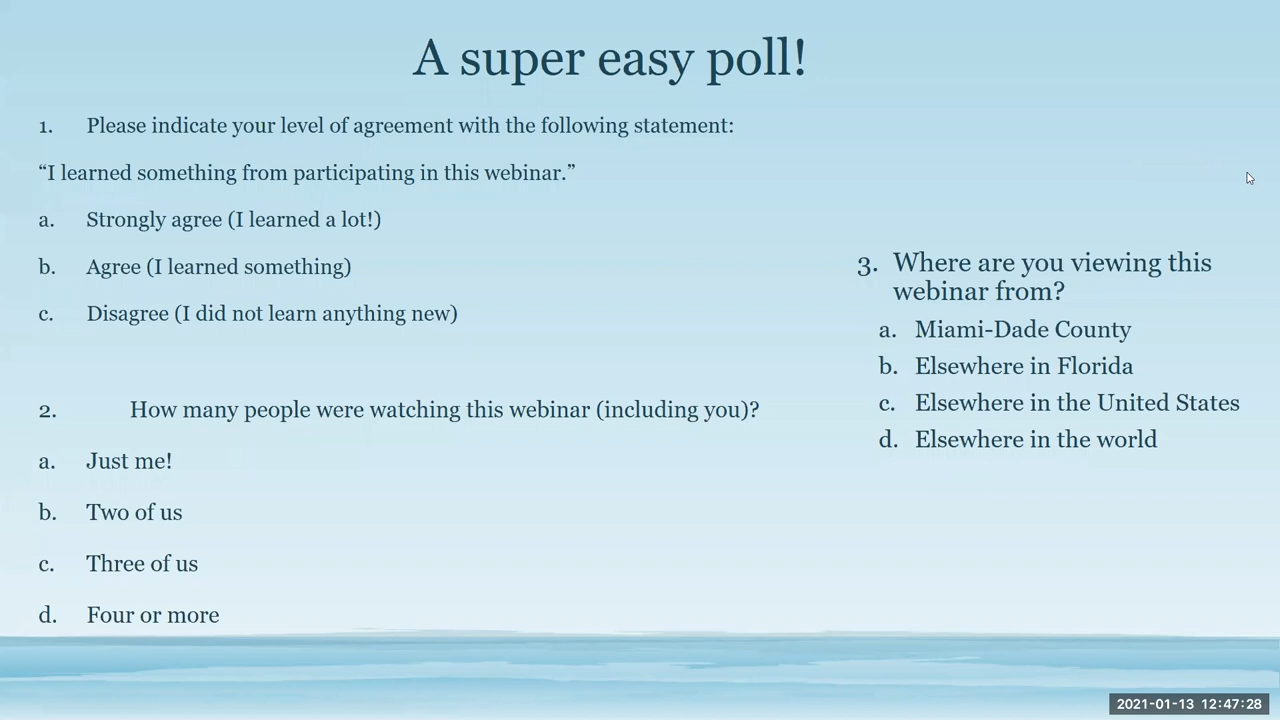 A super easy poll!
1. Please indicate your level of agreement with the following statement:
“I learned something from participating in this webinar.”
a. Strongly agree (I learned a lot!)
b. Agree (I learned something)
c. Disagree (I did not learn anything new)
2. How many people were watching this webinar (including you)?
a. Just me!
b. Two of us
c. Three of us
d. Four or more
3. Where are you viewing this
webinar from?
a. Miami-Dade County
b. Elsewhere in Florida
c. Elsewhere in the United States
d. Elsewhere in the world
2021-01-13 12:47:28